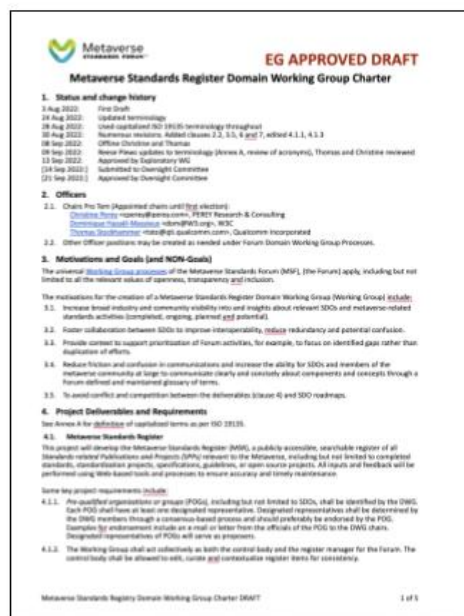 Metaverse
STANDARDS FORUM™
EG APPROVED DRAFT
Metaverse Standards Register Domain Working Group Charter
1. Status and change history
3 Aug 2022: First Draft
24 Aug 2022: Updated terminology
28 Aug 2022: Used capitalized ISO 19135 terminology throughout
30 Aug 2022: Numerous revisions. Added clauses 2.2, 3.5, 6 and 7, edited 4.1.1, 4.1.3
08 Sep 2022: Offline Christine and Thomas
09 Sep 2022: Reese Plews updates to terminology (Annex A, review of acronyms), Thomas and Christine reviewed
13 Sep 2022: Approved by Exploratory WG
[14 Sep 2022:] Submitted to Oversight Committee
[21 Sep 2022:] Approved by Oversight Committee
2. Officers
2.1. Chairs Pro Tem (Appointed chairs until first election):
Christine Perey <cperey@perey.com>, PEREY Research & Consulting
Dominique <dom@W3.org>, W3C
Thomas Stockhammer <tsto@qti.qualcomm.com>, Qualcomm Incorporated
2.2. Other Officer positions may be created as needed under Forum Domain Working Group Processes.
3. Motivations and Goals (and NON-Goals)
The universal Working Group processes of the Metaverse Standards Forum (MSF), (the Forum) apply, including but not
limited to all the relevant values of openness, transparency and inclusion.
The motivations for the creation of a Metaverse Standards Register Domain Working Group (Working Group) include:
3.1. Increase broad industry and community visibility into and insights about relevant SDOs and metaverse-related
standards activities (completed, ongoing, planned and potential).
3.2. Foster collaboration between SDOs to improve interoperability, reduce redundancy and potential confusion.
3.3. Provide context to support prioritization of Forum activities, for example, to focus on identified gaps rather than
duplication of efforts.
3.4. Reduce friction and confusion in communications and increase the ability for SDOs and members of the
metaverse community at large to communicate clearly and concisely about components and concepts through a
Forum defined and maintained glossary of terms.
3.5. To avoid conflict and competition between the deliverables (clause 4) and SDO roadmaps.
4. Project Deliverables and Requirements
See Annex A for definition of capitalized terms as per ISO 19135.
4.1. Metaverse Standards Register
This project will develop the Metaverse Standards Register (MSR), a publicly accessible, searchable register of all
Standards related Publications and Projects (SPPs) relevant to the Metaverse, including but not limited to completed
standards, standardization projects, specifications, guidelines, or open source projects. All inputs and feedback will be
performed using Web-based tools and processes to ensure accuracy and timely maintenance.
Some key project requirements include:
4.1.1. Pre-qualified organizations or groups (POGs), including but not limited to SDOs, shall be identified by the DWG.
Each POG shall have at least one designated representative. Designated representatives shall be determined by
the DWG members through a consensus-based process and should preferably be endorsed by the POG.
Examples for endorsement include an e-mail or letter from the officials of the POG to the DWG chairs.
Designated representatives of POG will serve as proposers.
4.1.2. The Working Group shall act collectively as both the control body and the register manager for the Forum. The
control body shall be allowed to edit, curate and contextualize register items for consistency.
Metaverse Standards Registry Domain Working Group Charter DRAFT 1 of 5